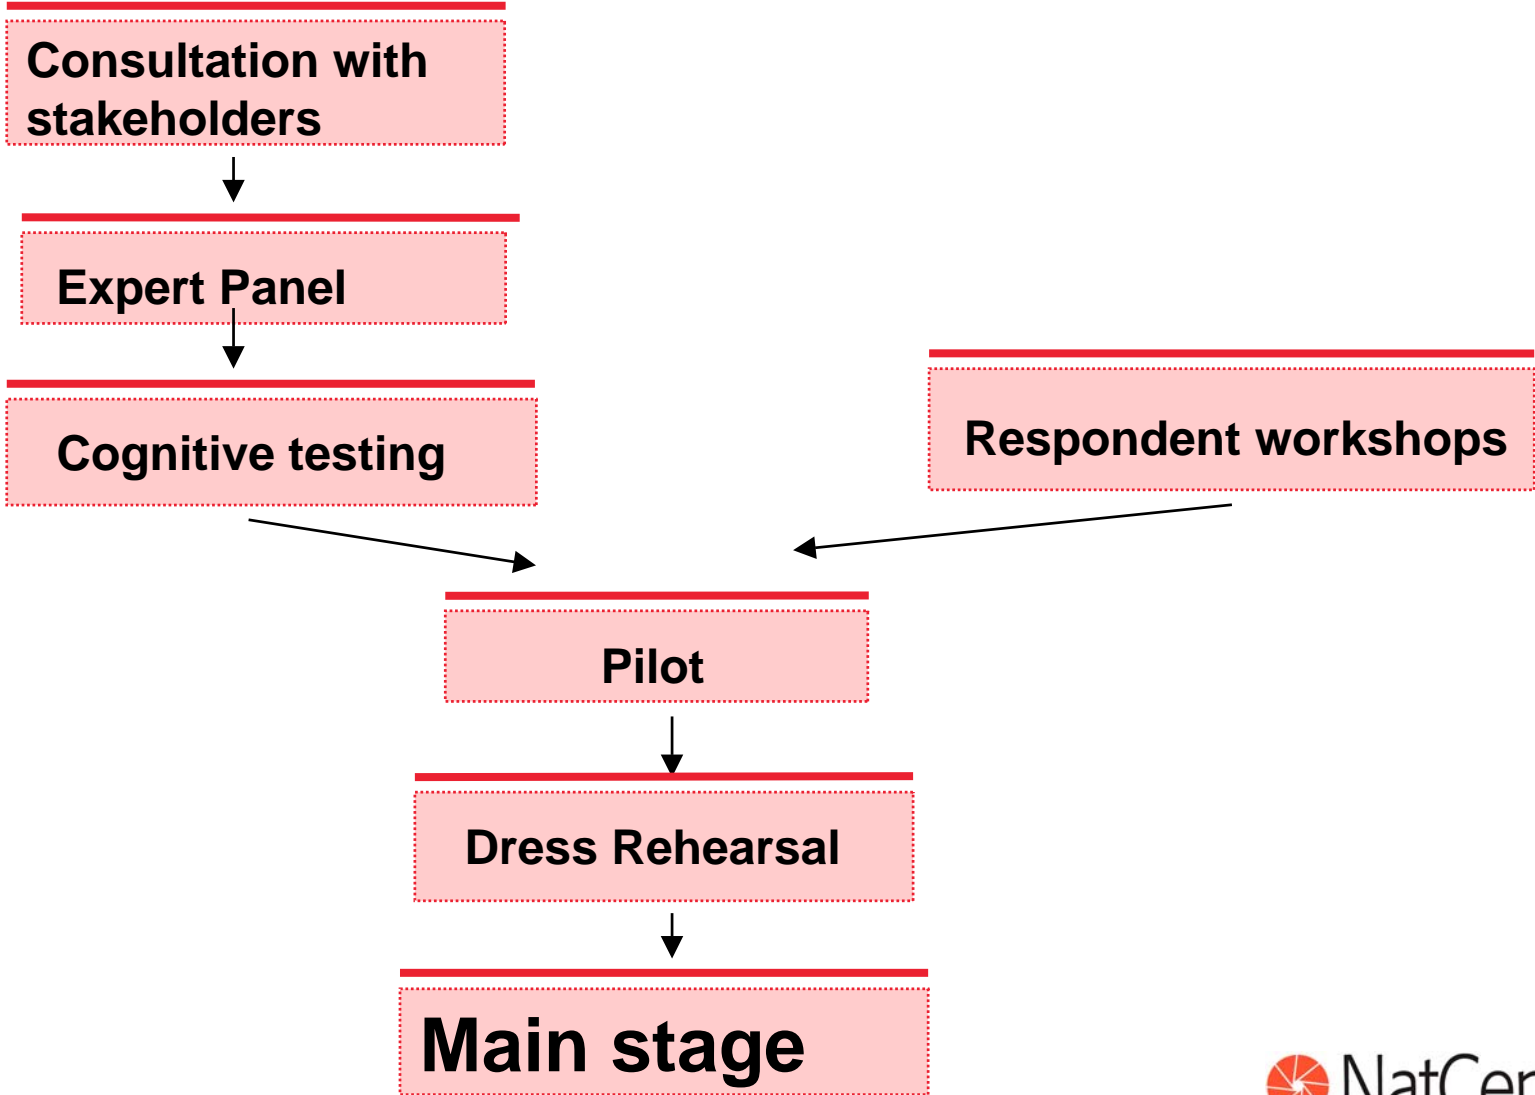 Consultation with
stakeholders
Expert Panel
Cognitive testing
Respondent workshops
Pilot
Dress Rehearsal
Main stage